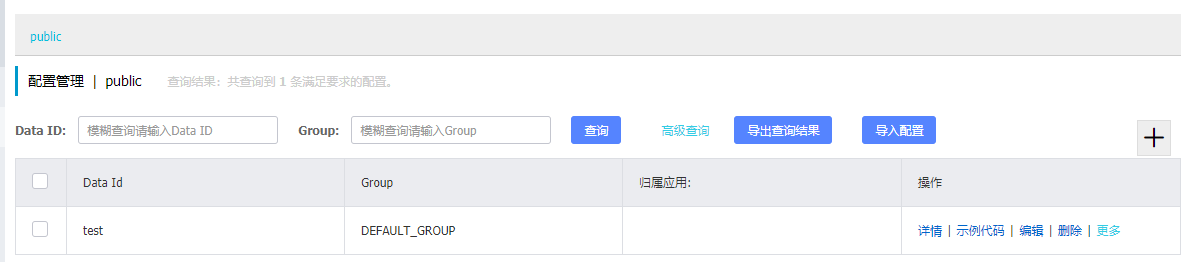 public
配置管理 | public 查询结果：共查询到 1 条满足要求的配置。
Data ID: 模糊查询请输入Data ID Group: 模糊查询请输入Group 查询 高级查询 导出查询结果 导入配置
Data Id Group 归属应用: 操作
test DEFAULT_GROUP 详情 | 示例代码 | 编辑 | 删除 | 更多